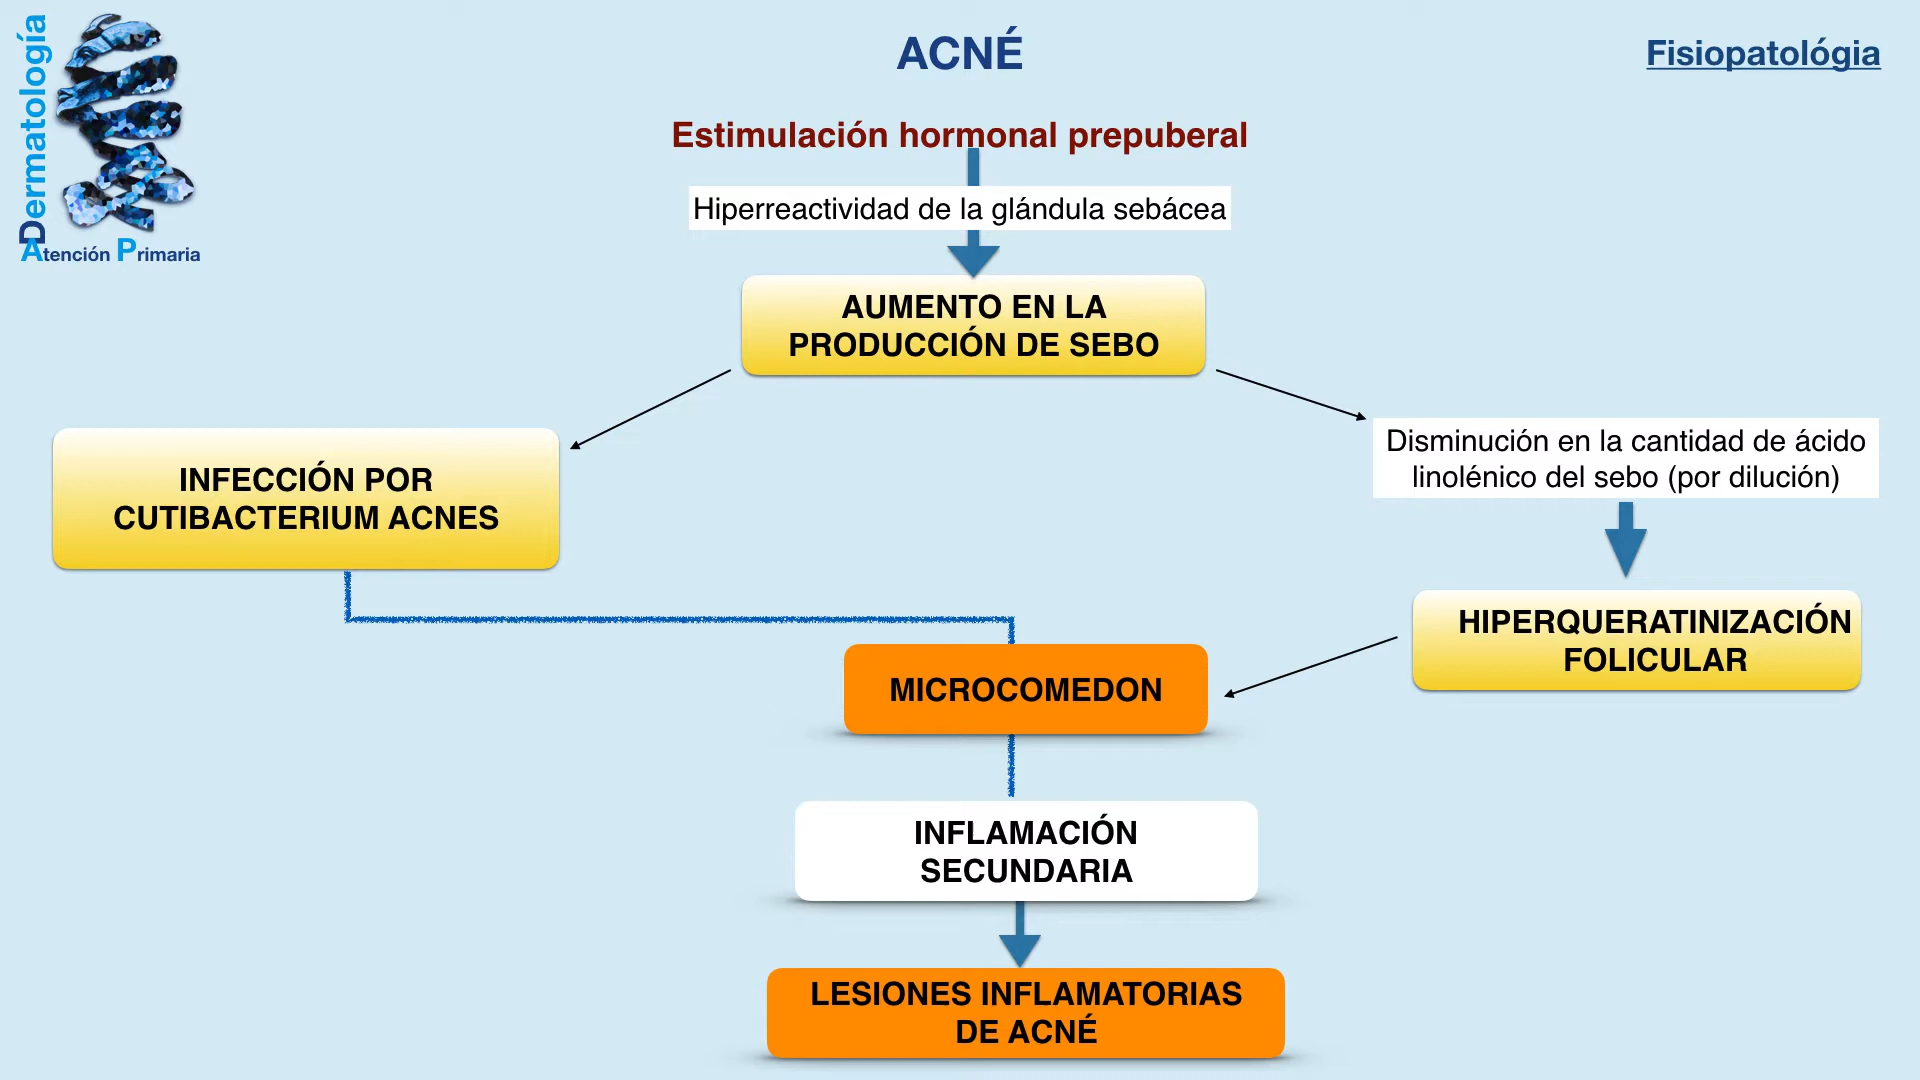 Dermatología
Atención Primaria
ACNÉ
Fisiopatológia
Estimulación hormonal prepuberal
Hiperreactividad de la glándula sebácea
AUMENTO EN LA
PRODUCCIÓN DE SEBO
INFECCIÓN POR
CUTIBACTERIUM ACNES
Disminución en la cantidad de ácido
linolénico del sebo (por dilución)
HIPERQUERATINIZACIÓN
FOLICULAR
MICROCOMEDON
INFLAMACIÓN
SECUNDARIA
LESIONES INFLAMATORIAS
DE ACNÉ